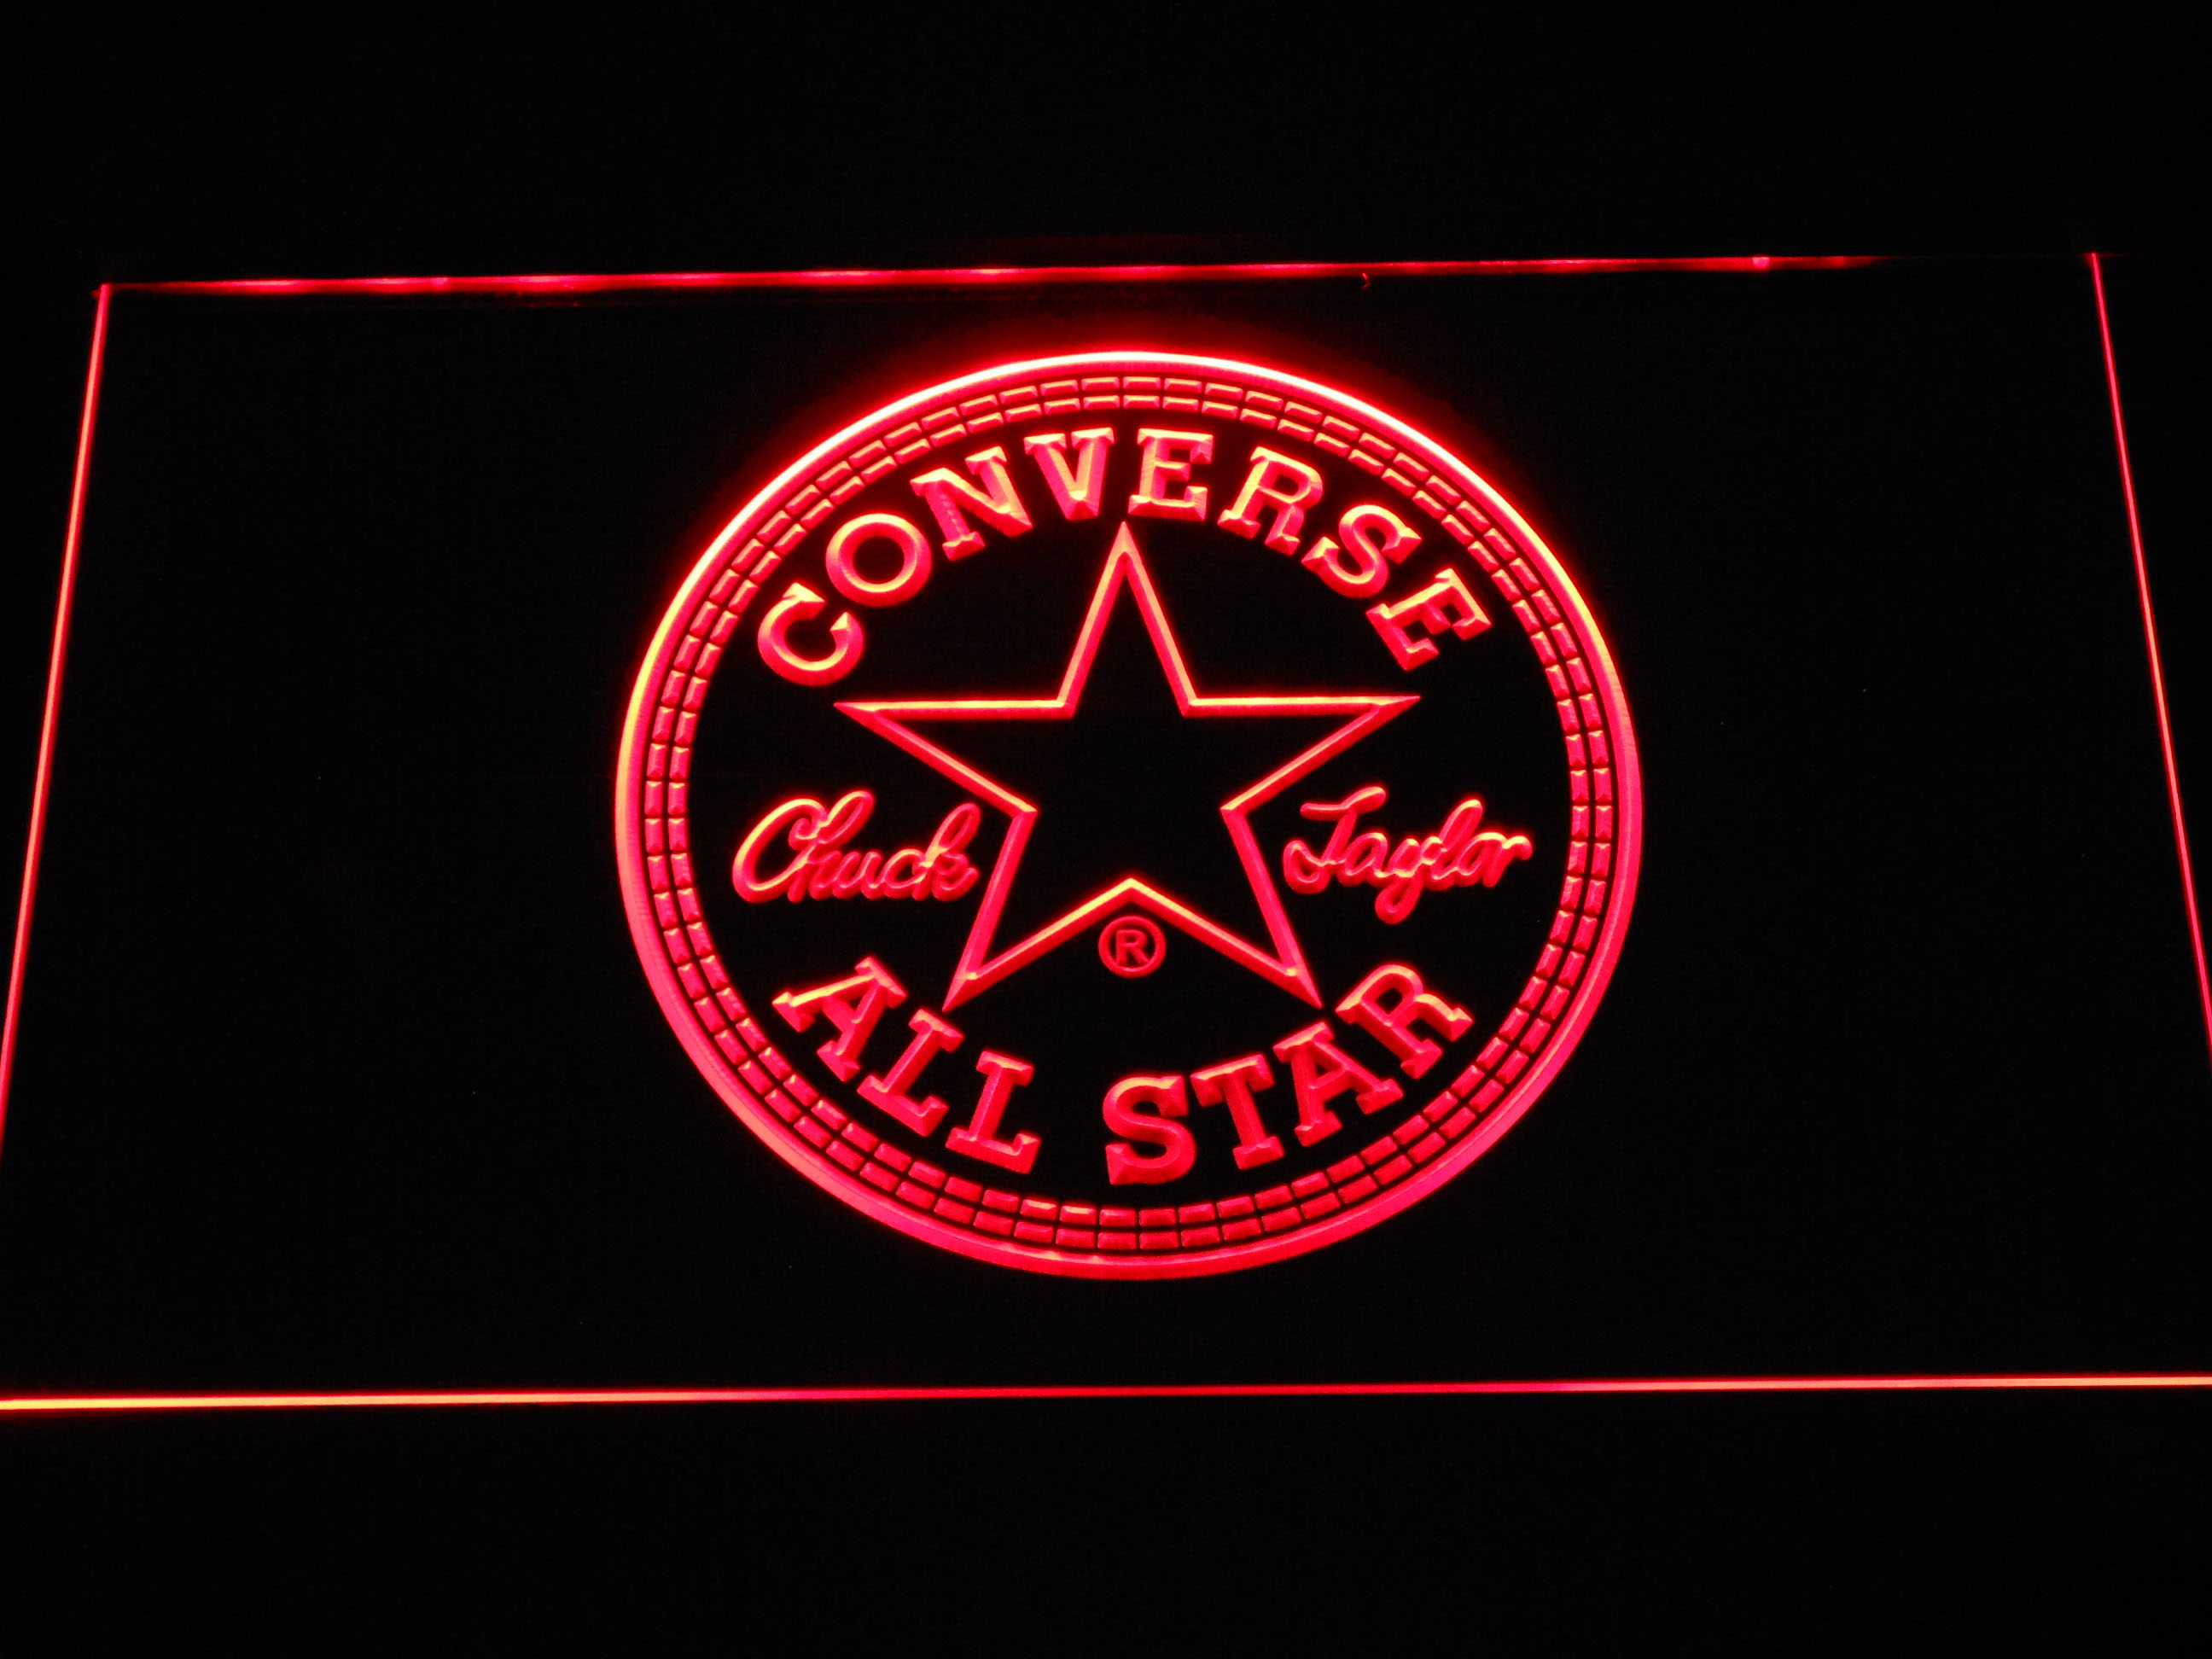 CONVERSE
Chuck Taylor
®
ALL STAR